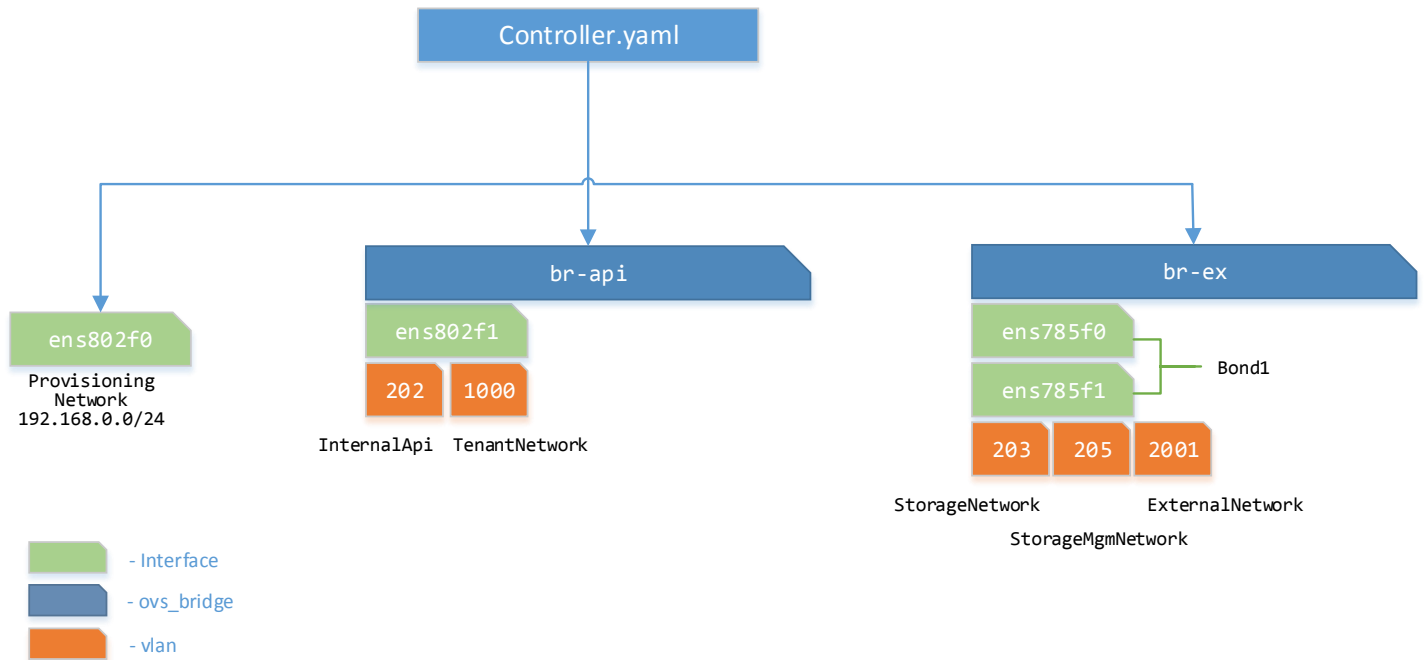 Controller.yaml
br-api
br-ex
ens802f0
ens802f1
ens785f0
Bond1
ens785f1
Provisioning
Network
192.168.0.0/24
202 1000
InternalApi TenantNetwork
203 205 2001
StorageNetwork ExternalNetwork
StorageMgmNetwork
- Interface
- ovs_bridge
- vlan